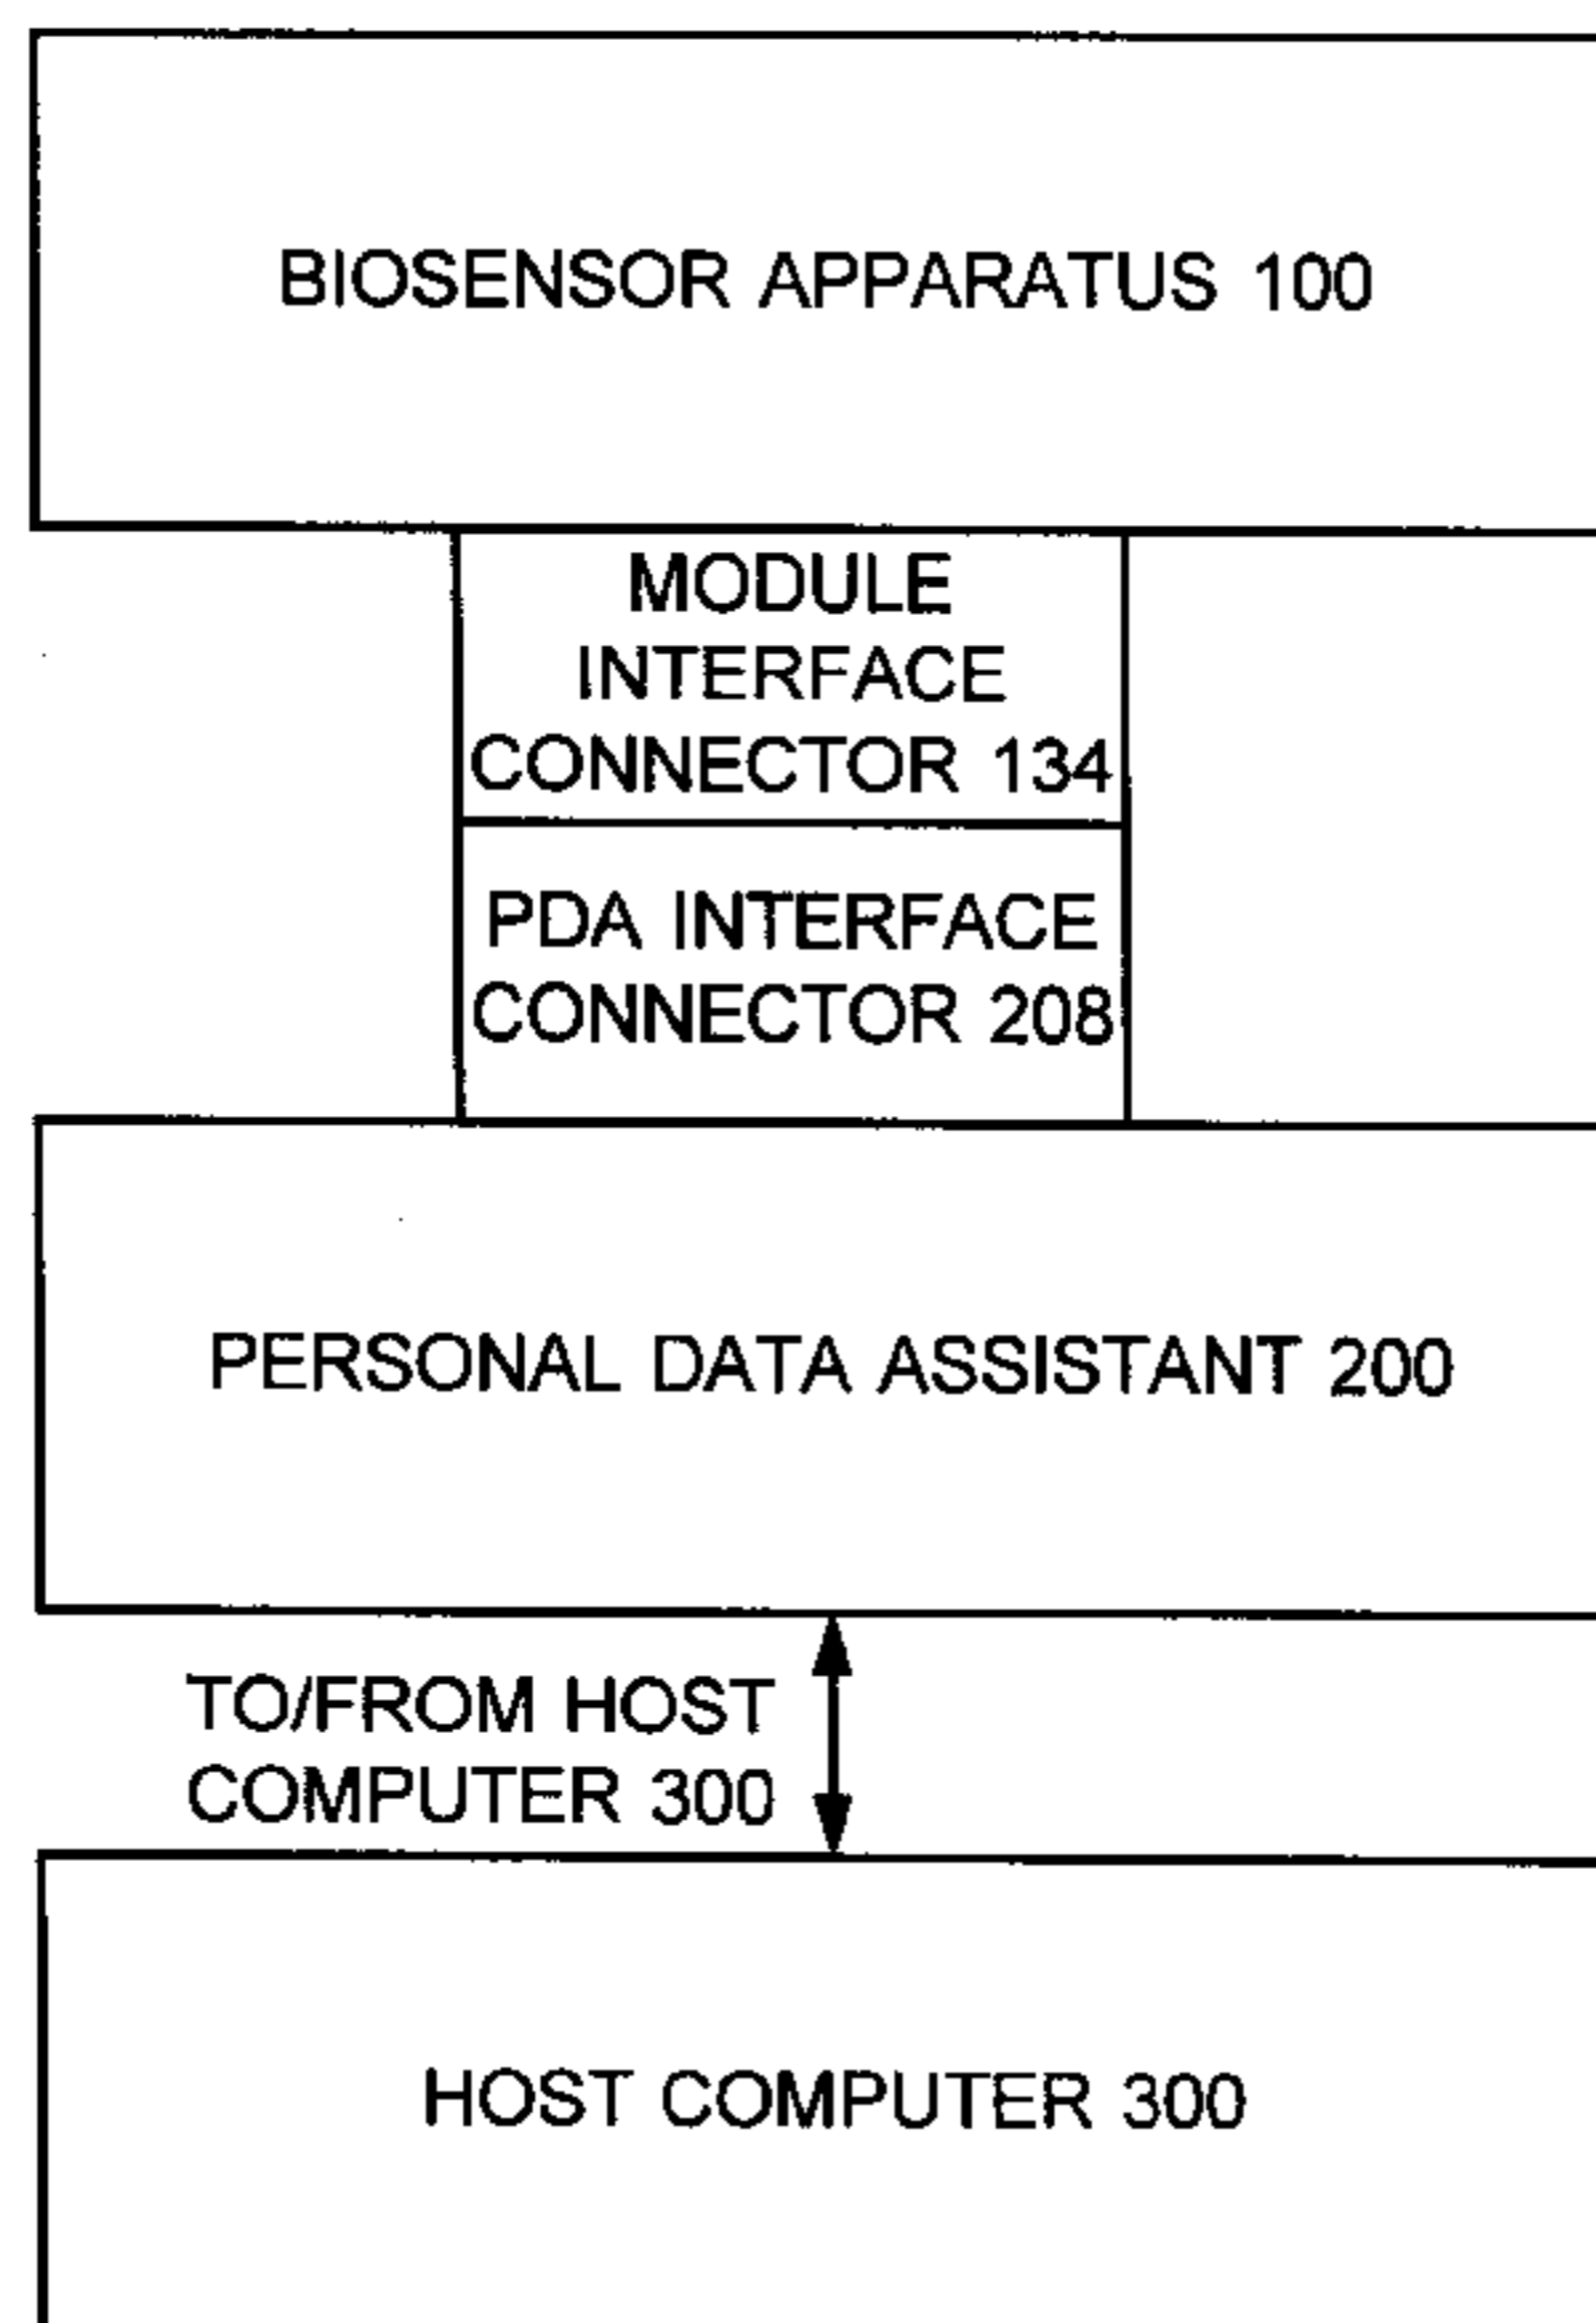 BIOSENSOR APPARATUS 100
MODULE
INTERFACE
CONNECTOR 134
PDA INTERFACE
CONNECTOR 208
PERSONAL DATA ASSISTANT 200
TO/FROM HOST
COMPUTER 300
HOST COMPUTER 300